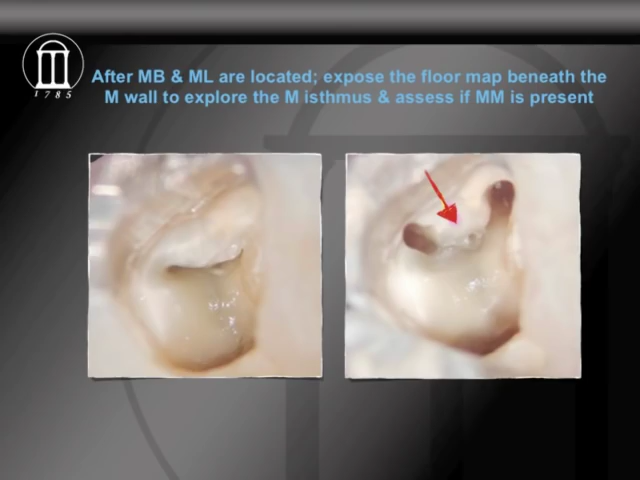 After MB & ML are located; expose the floor map beneath the
M wall to explore the M isthmus & assess if MM is present
1785